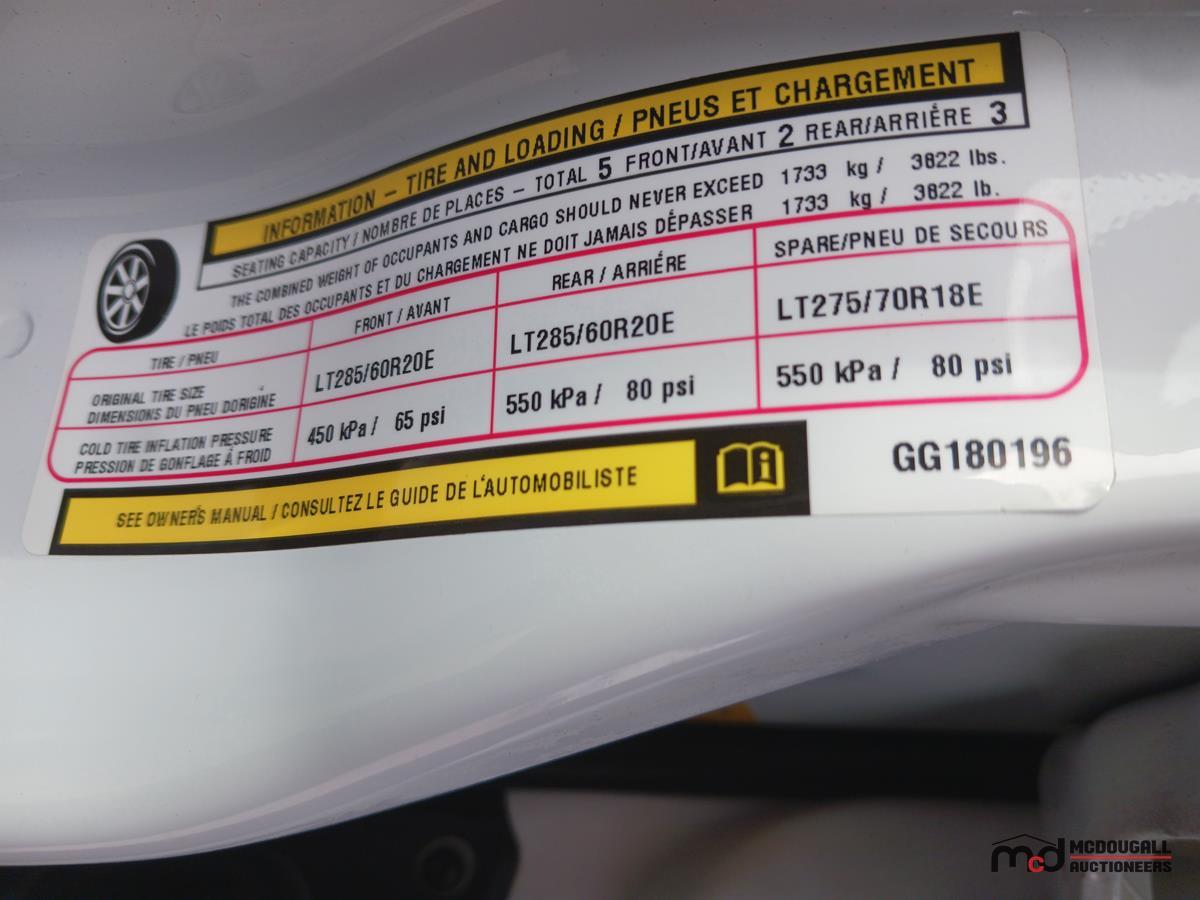 INFORMATION – TIRE AND LOADING / PNEUS ET CHARGEMENT
SEATING CAPACITY / NOMBRE DE PLACES – TOTAL 5 FRONT/AVANT 2 REAR/ARRIÈRE 3
THE COMBINED WEIGHT OF OCCUPANTS AND CARGO SHOULD NEVER EXCEED 1733 kg / 3822 lbs.
LE POIDS TOTAL DES OCCUPANTS ET DU CHARGEMENT NE DOIT JAMAIS DÉPASSER 1733 kg / 3822 lb.
TIRE / PNEU FRONT / AVANT REAR / ARRIÉRE SPARE/PNEU DE SECOURS
ORIGINAL TIRE SIZE
DIMENSIONS DU PNEU DORIGÍNE LT285/60R20E LT285/60R20E LT275/70R18E
COLD TIRE INFLATION PRESSURE
PRESSION DE GONFLAGE À FROID 450 kPa / 65 psi 550 kPa / 80 psi 550 kPa / 80 psi
SEE OWNER'S MANUAL / CONSULTEZ LE GUIDE DE L'AUTOMOBILISTE
GG180196
mcd MCDOUGALL
AUCTIONEERS